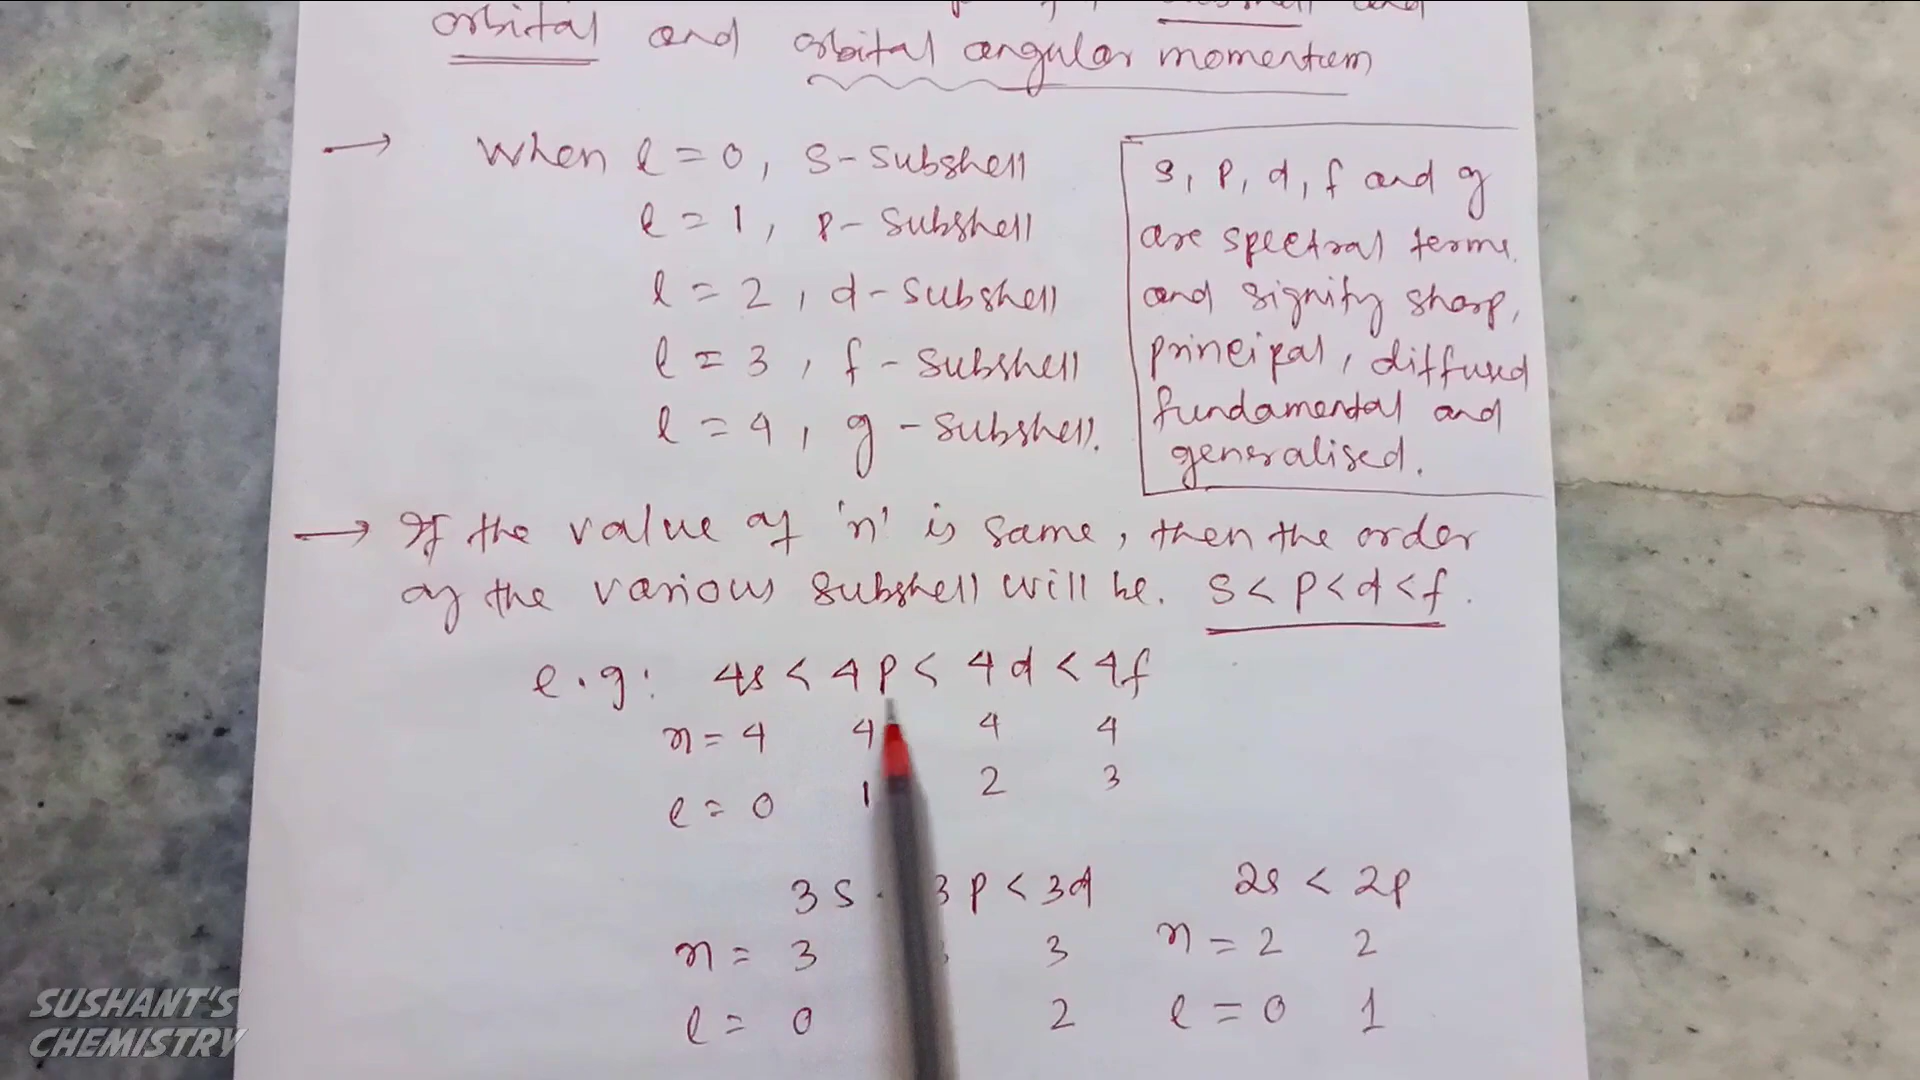 subshell and
orbital and orbital angular momentum
→ When l = 0, s-subshell
l = 1, p-subshell
l = 2, d-subshell
l = 3, f-subshell
l = 4, g-subshell.
s, p, d, f and g
are spectral terms.
and signify sharp,
principal, diffused
fundamental and
generalised.
→ If the value of 'n' is same, then the order
of the various subshell will be. s < p < d < f.
e.g: 4s < 4p < 4d < 4f
n = 4 4 4 4
l = 0 1 2 3
3s 3p < 3d 2s < 2p
n = 3 3 n = 2 2
l = 0 2 l = 0 1
SUSHANT'S
CHEMISTRY